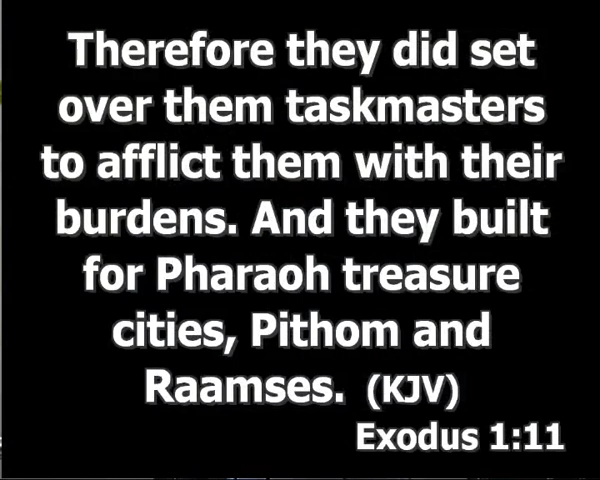 Therefore they did set
over them taskmasters
to afflict them with their
burdens. And they built
for Pharaoh treasure
cities, Pithom and
Raamses. (KJV)
Exodus 1:11